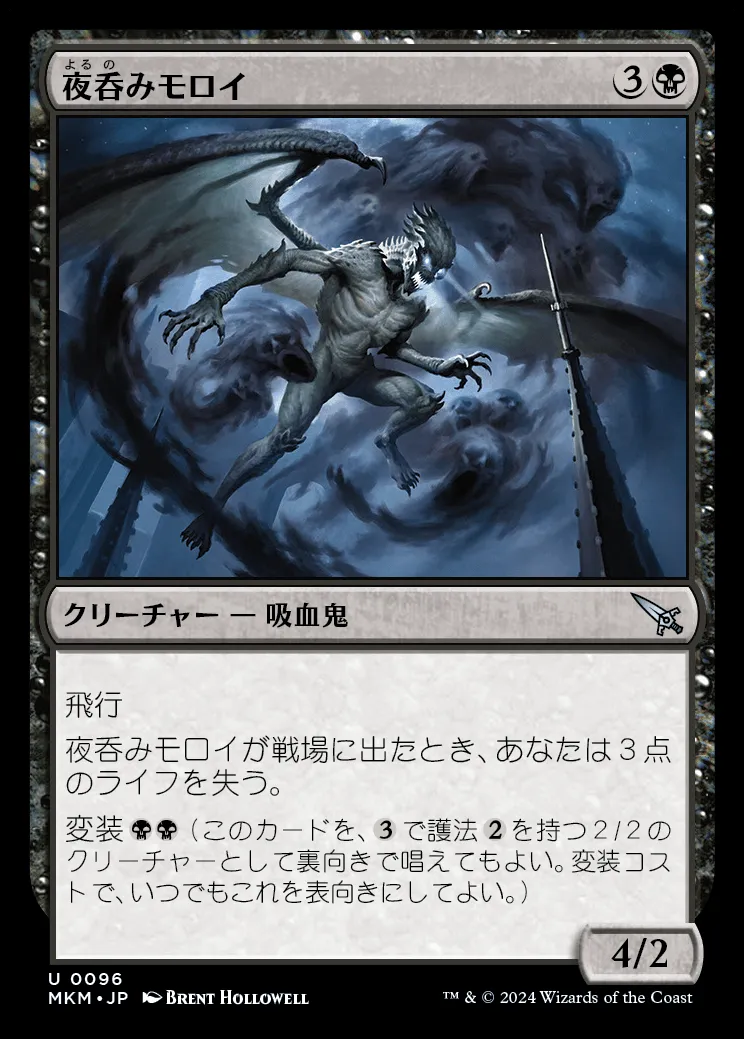 よる の
夜呑みモロイ
3
クリーチャー — 吸血鬼
飛行
夜呑みモロイが戦場に出たとき、あなたは３点
のライフを失う。
変装（このカードを、3で護法2を持つ２/２の
クリーチャーとして裏向きで唱えてもよい。変装コス
トで、いつでもこれを表向きにしてよい。）
4/2
U 0096
MKM•JP Brent Hollowell
™ & © 2024 Wizards of the Coast